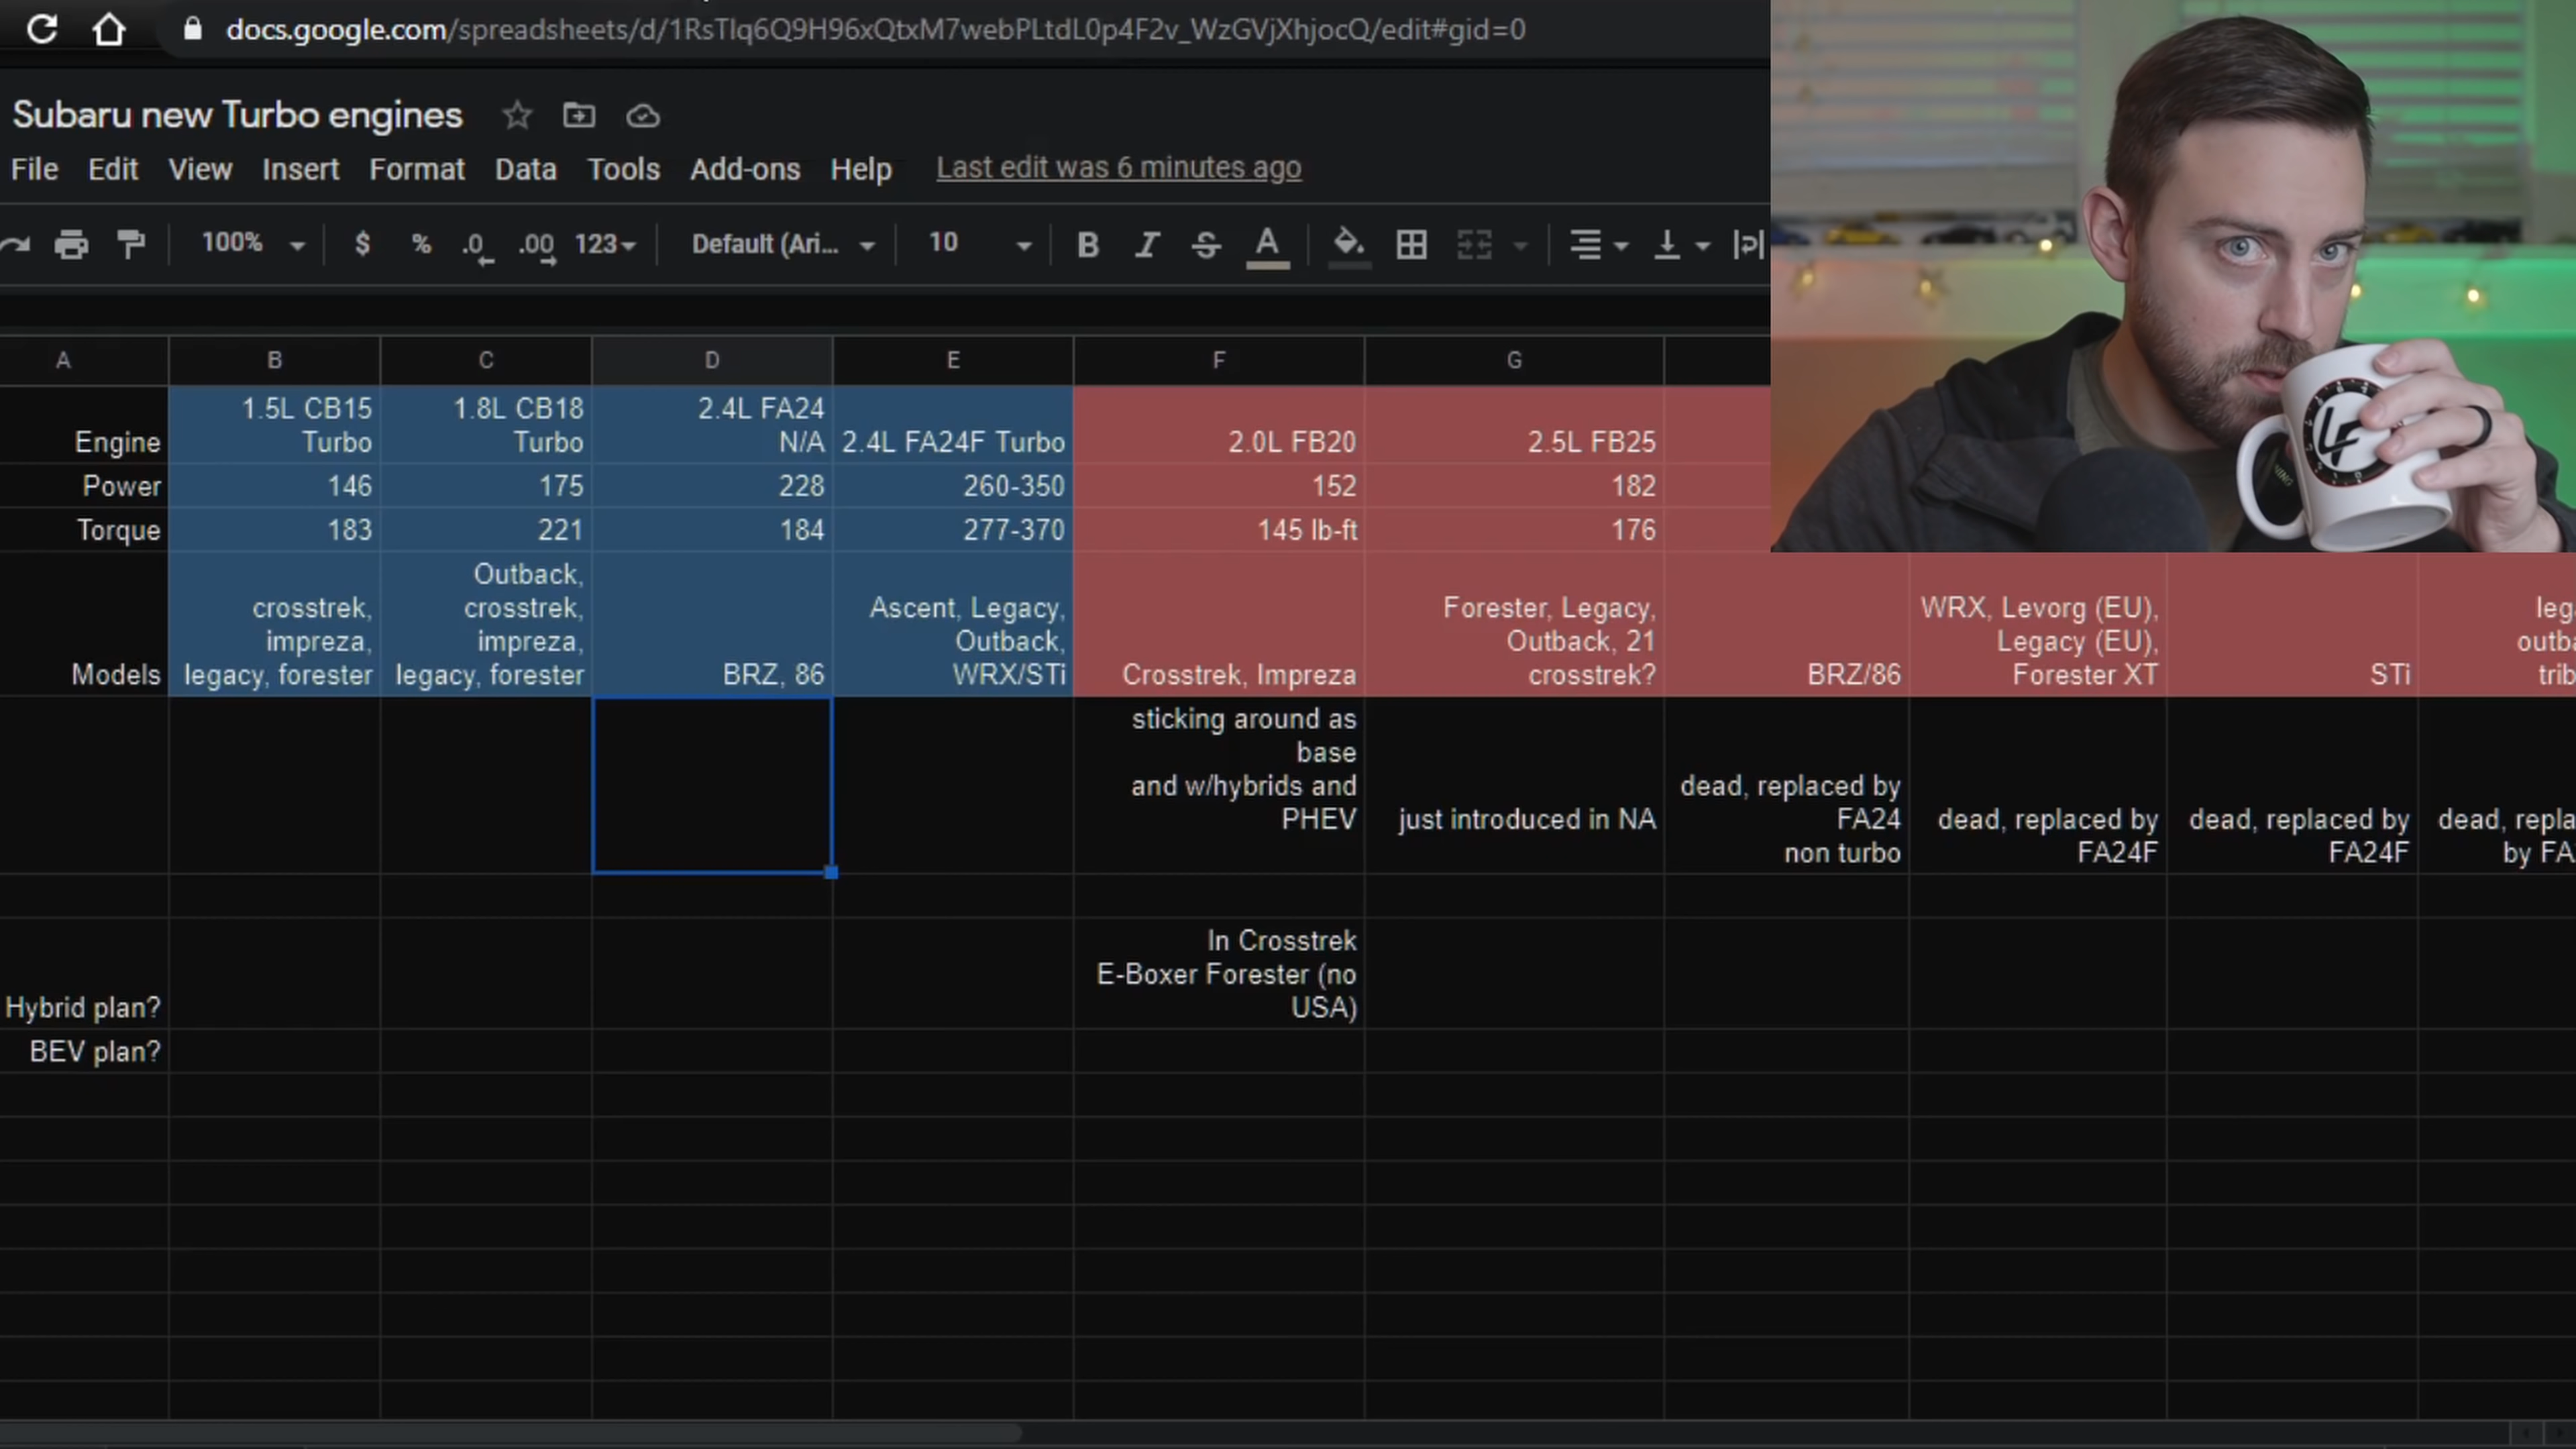 docs.google.com/spreadsheets/d/1RsTlq6Q9H96xQtxM7webPLtdL0p4F2v_WzGVjXhjocQ/edit#gid=0
Subaru new Turbo engines
File Edit View Insert Format Data Tools Add-ons Help Last edit was 6 minutes ago
100% $ % .0 .00 123 Default (Ari... 10 B I S A
A B C D E F G
Engine
1.5L CB15
Turbo
1.8L CB18
Turbo
2.4L FA24
N/A
2.4L FA24F Turbo
2.0L FB20
2.5L FB25
Power 146 175 228 260-350 152 182
Torque 183 221 184 277-370 145 lb-ft 176
Models
crosstrek,
impreza,
legacy, forester
Outback,
crosstrek,
impreza,
legacy, forester
BRZ, 86
Ascent, Legacy,
Outback,
WRX/STi
Crosstrek, Impreza
Forester, Legacy,
Outback, 21
crosstrek?
BRZ/86
WRX, Levorg (EU),
Legacy (EU),
Forester XT
STi
leg
outba
trib
sticking around as
base
and w/hybrids and
PHEV
just introduced in NA
dead, replaced by
FA24
non turbo
dead, replaced by
FA24F
dead, replaced by
FA24F
dead, repla
by FA
Hybrid plan?
In Crosstrek
E-Boxer Forester (no
USA)
BEV plan?